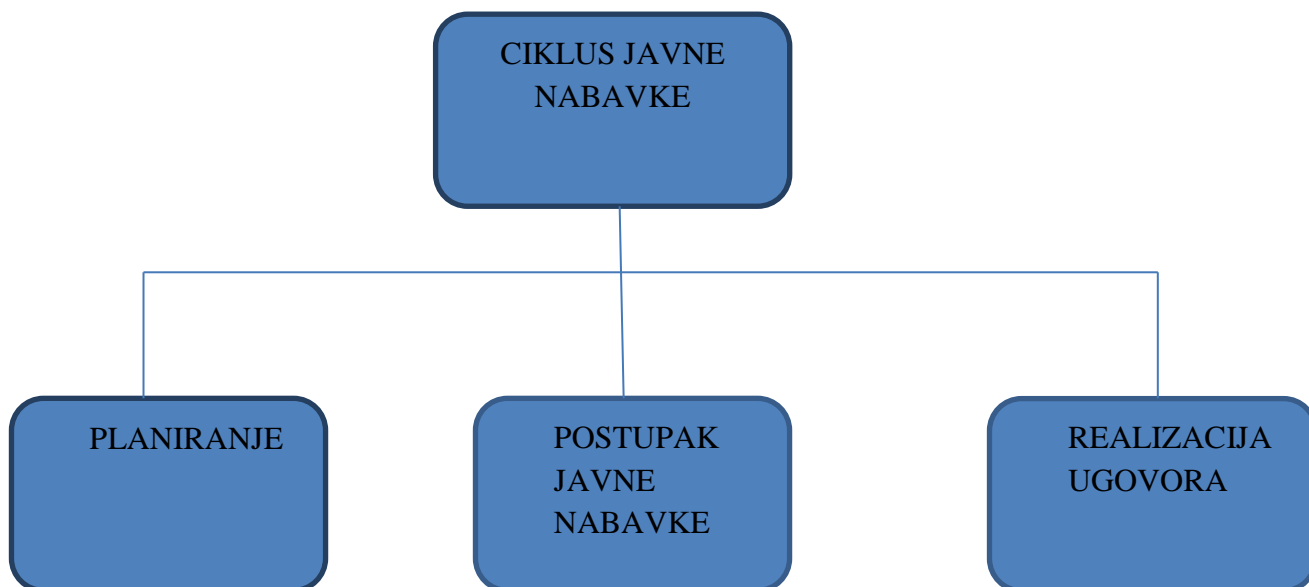 CIKLUS JAVNE
NABAVKE
PLANIRANJE
POSTUPAK
JAVNE
NABAVKE
REALIZACIJA
UGOVORA